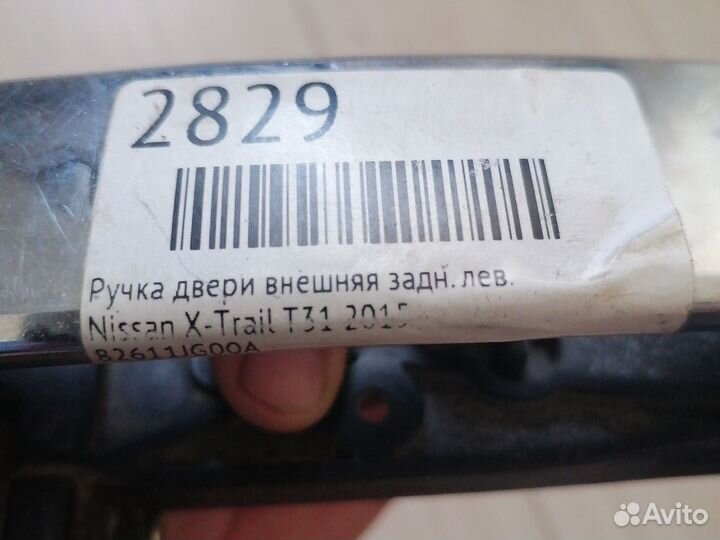 2829
Ручка двери внешняя задн. лев.
Nissan X-Trail T31 2015
82611JG00A
Avito